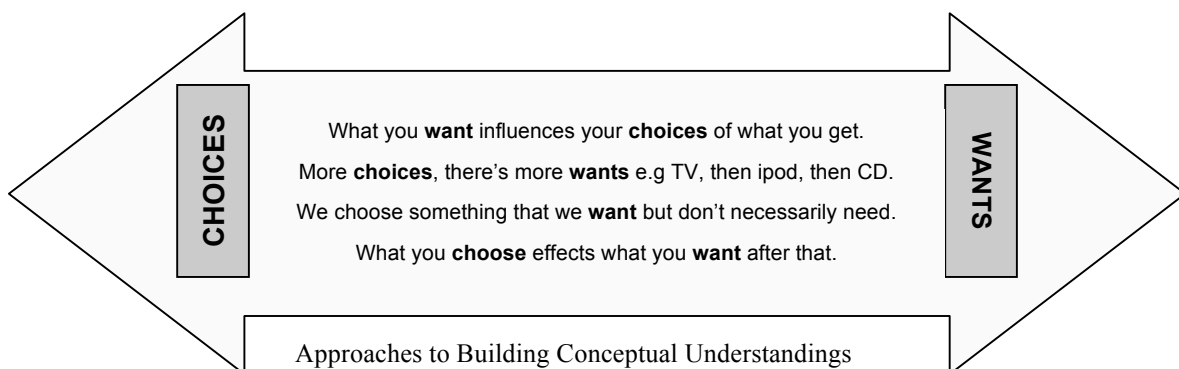 CHOICES
What you want influences your choices of what you get.
More choices, there’s more wants e.g TV, then ipod, then CD.
We choose something that we want but don’t necessarily need.
What you choose effects what you want after that.
WANTS
Approaches to Building Conceptual Understandings